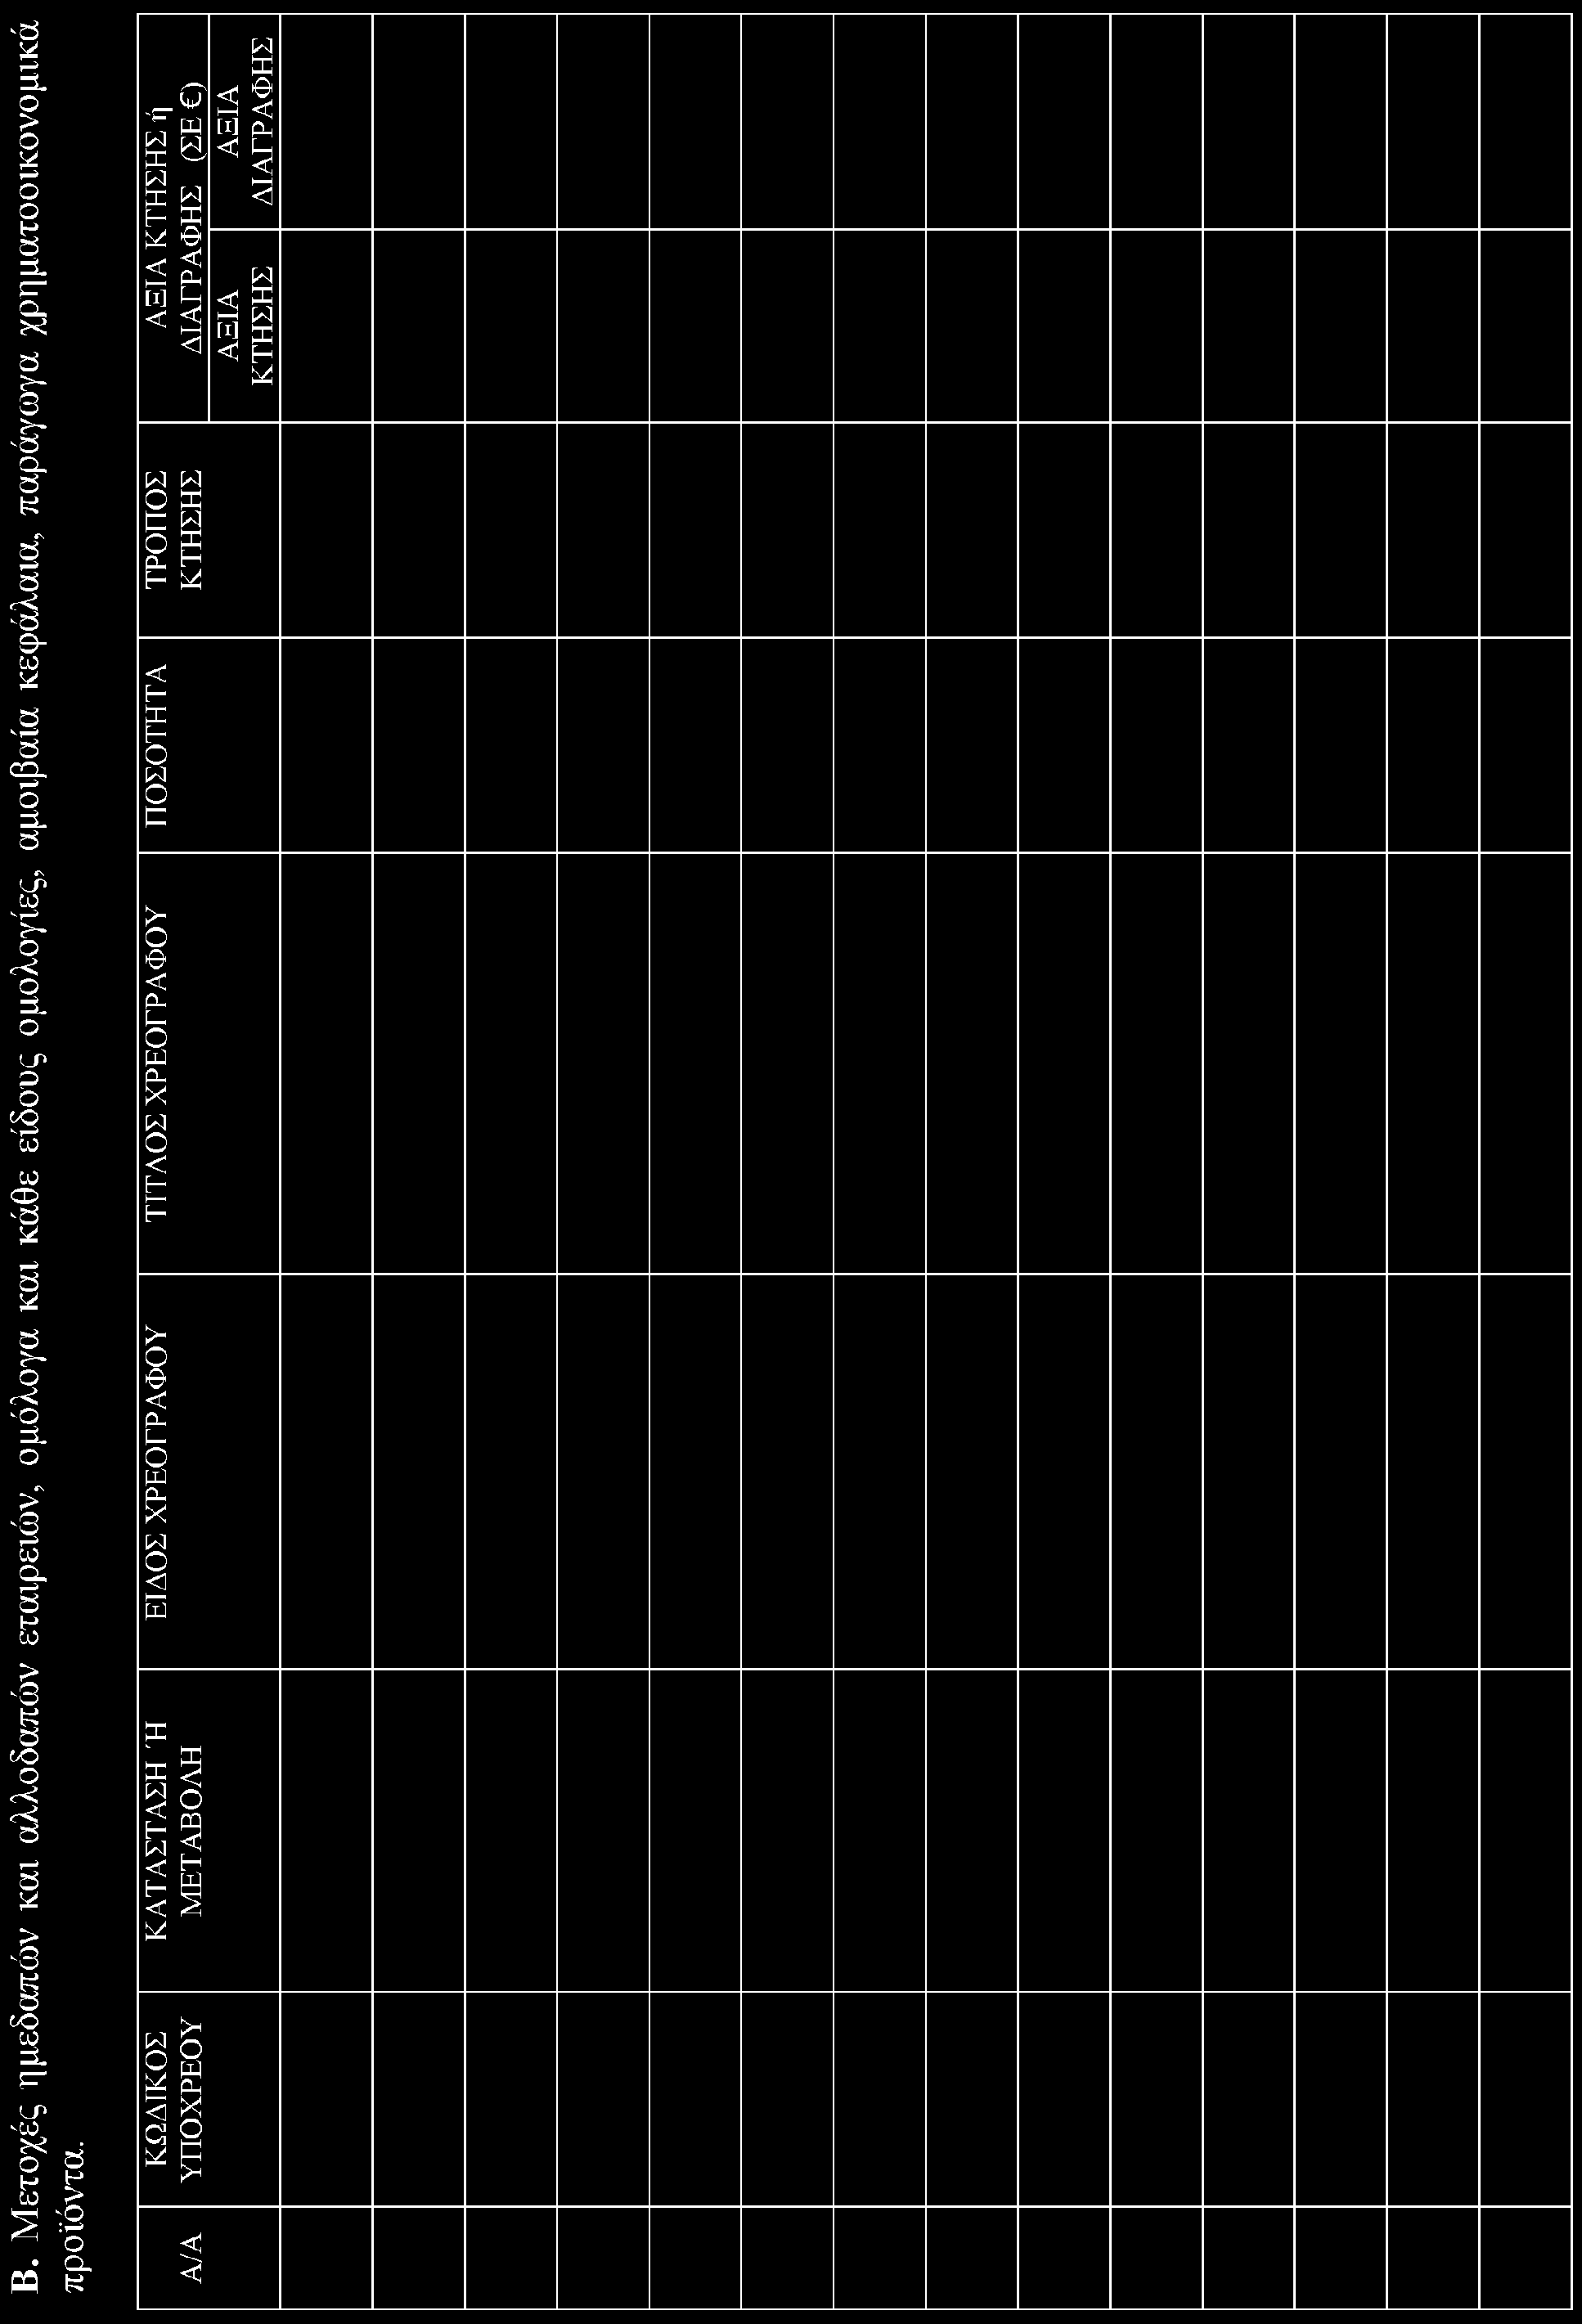 Β. Μετοχές ημεδαπών και αλλοδαπών εταιρειών, ομόλογα και κάθε είδους ομολογίες, αμοιβαία κεφάλαια, παράγωγα χρηματοοικονομικά
προϊόντα.
Α/Α
ΚΩΔΙΚΟΣ
ΥΠΟΧΡΕΟΥ
ΚΑΤΑΣΤΑΣΗ Ή
ΜΕΤΑΒΟΛΗ
ΕΙΔΟΣ ΧΡΕΟΓΡΑΦΟΥ
ΤΙΤΛΟΣ ΧΡΕΟΓΡΑΦΟΥ
ΠΟΣΟΤΗΤΑ
ΤΡΟΠΟΣ
ΚΤΗΣΗΣ
ΑΞΙΑ ΚΤΗΣΗΣ ή
ΔΙΑΓΡΑΦΗΣ (ΣΕ €)
ΑΞΙΑ
ΚΤΗΣΗΣ
ΑΞΙΑ
ΔΙΑΓΡΑΦΗΣ